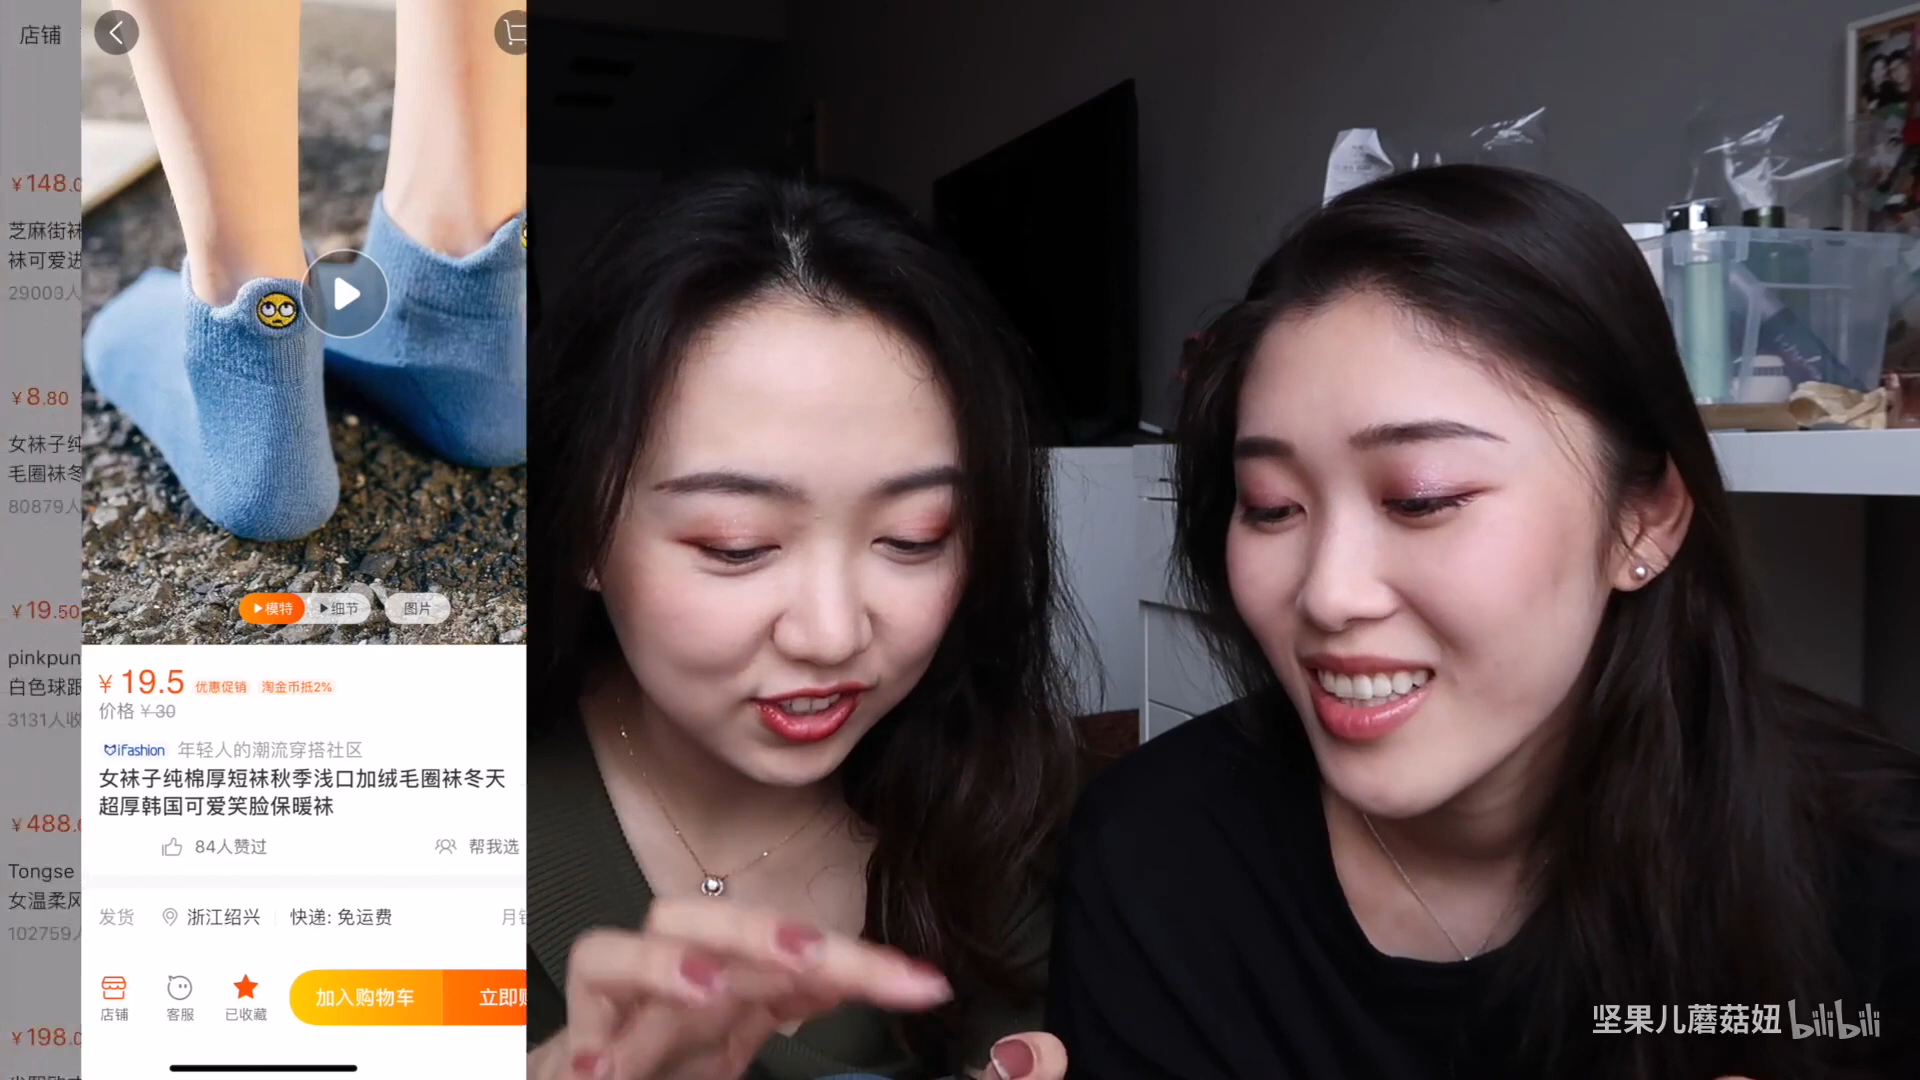 店铺
¥148.0
芝麻街袜
袜可爱进
29003人
¥8.80
女袜子纯
毛圈袜冬
80879人
¥19.50
pinkpun
白色球跟
3131人收
¥488.
Tongse
女温柔风
102759人
¥198.0
模特
细节
图片
¥19.5 优惠促销 淘金币抵2%
价格 ¥30
iFashion 年轻人的潮流穿搭社区
女袜子纯棉厚短袜秋季浅口加绒毛圈袜冬天
超厚韩国可爱笑脸保暖袜
84人赞过 帮我选
发货 浙江绍兴 快递: 免运费 月
店铺 客服 已收藏 加入购物车 立即
坚果儿蘑菇妞 bilibili